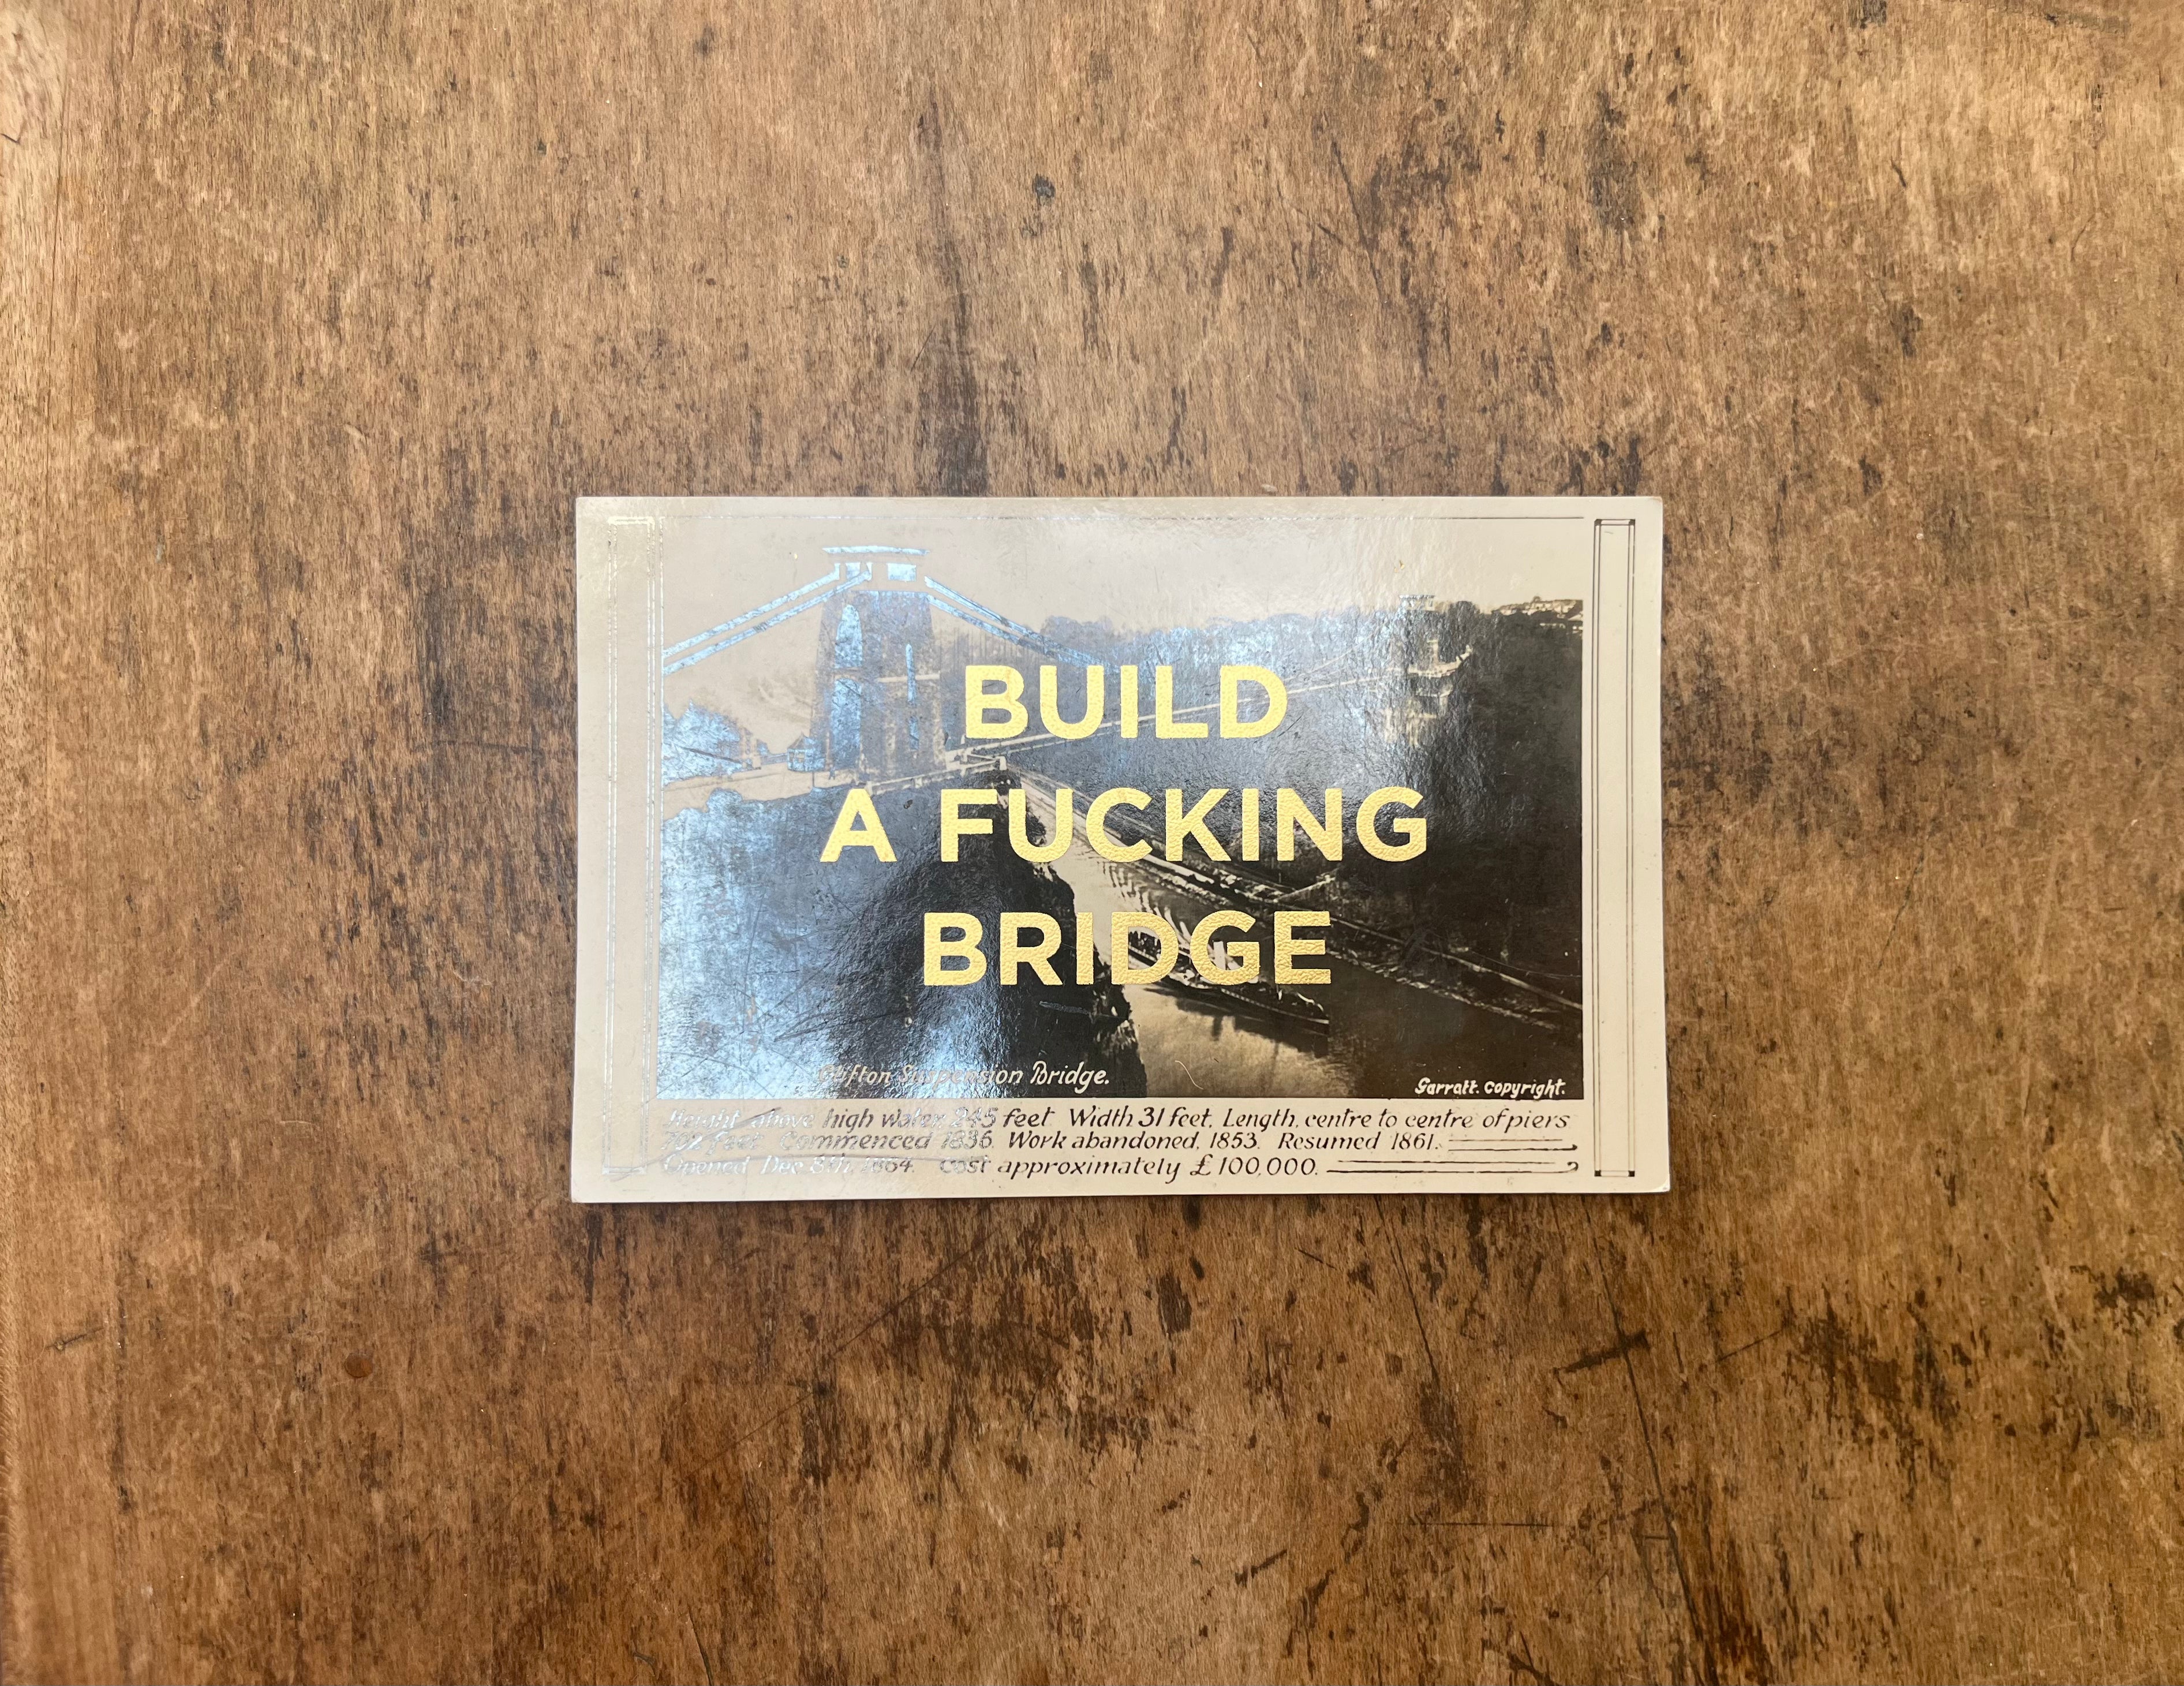 BUILD
A FUCKING
BRIDGE
Clifton Suspension Bridge.
Garratt. Copyright.
Height above high water 245 feet. Width 31 feet. Length, centre to centre of piers
702 feet. Commenced 1836. Work abandoned, 1853. Resumed 1861.
Opened Dec 8th, 1864. Cost approximately £100,000.